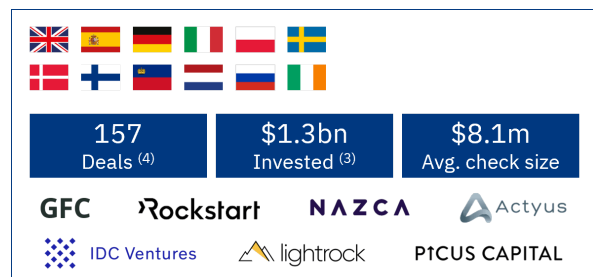 157
Deals (4)
$1.3bn
Invested (3)
$8.1m
Avg. check size
GFC
Rockstart
NAZCA
Actyus
IDC Ventures
lightrock
PICUS CAPITAL